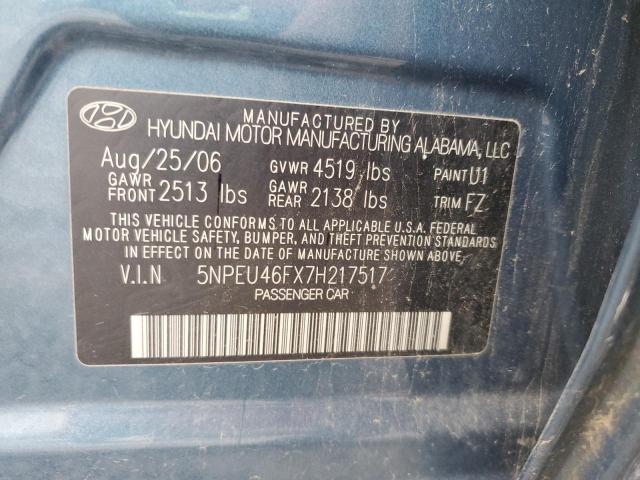 MANUFACTURED BY
HYUNDAI MOTOR MANUFACTURING ALABAMA, LLC
Aug/25/06 GVWR 4519 lbs PAINT U1
GAWR FRONT 2513 lbs GAWR REAR 2138 lbs TRIM FZ
THIS VEHICLE CONFORMS TO ALL APPLICABLE U.S.A. FEDERAL
MOTOR VEHICLE SAFETY, BUMPER, AND THEFT PREVENTION STANDARDS
IN EFFECT ON THE DATE OF MANUFACTURE SHOWN ABOVE
V.I.N 5NPEU46FX7H217517
PASSENGER CAR